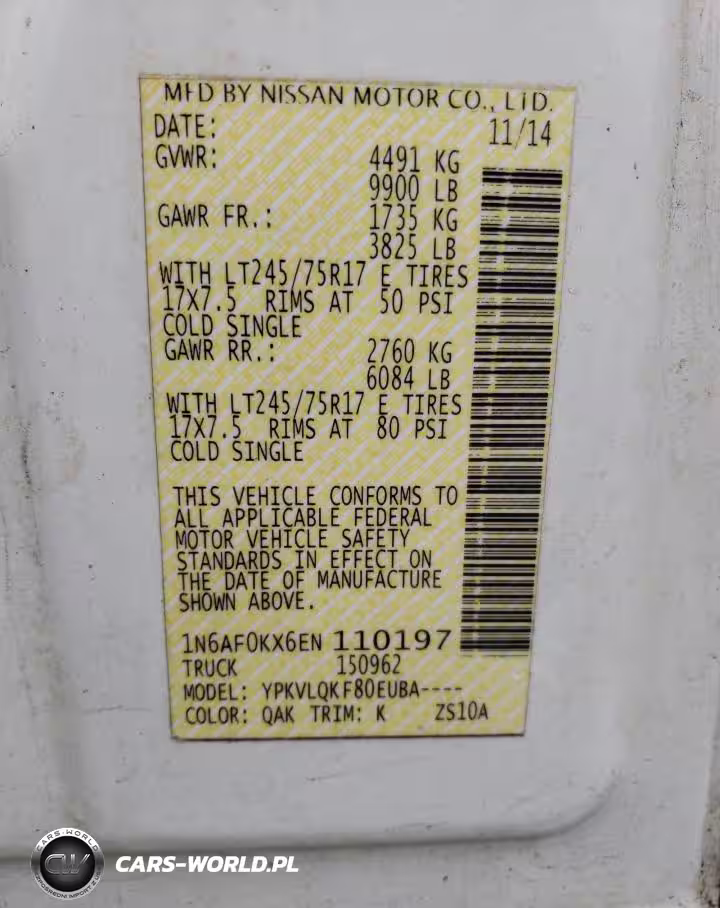 MFD BY NISSAN MOTOR CO., LTD.
DATE: 11/14
GVWR: 4491 KG
9900 LB
GAWR FR.: 1735 KG
3825 LB
WITH LT245/75R17 E TIRES
17X7.5 RIMS AT 50 PSI
COLD SINGLE
GAWR RR.: 2760 KG
6084 LB
WITH LT245/75R17 E TIRES
17X7.5 RIMS AT 80 PSI
COLD SINGLE
THIS VEHICLE CONFORMS TO
ALL APPLICABLE FEDERAL
MOTOR VEHICLE SAFETY
STANDARDS IN EFFECT ON
THE DATE OF MANUFACTURE
SHOWN ABOVE.
1N6AF0KX6EN 110197
TRUCK 150962
MODEL: YPKVLQKF80EUBA----
COLOR: QAK TRIM: K ZS10A
CARS-WORLD
CW
CARS-WORLD.PL